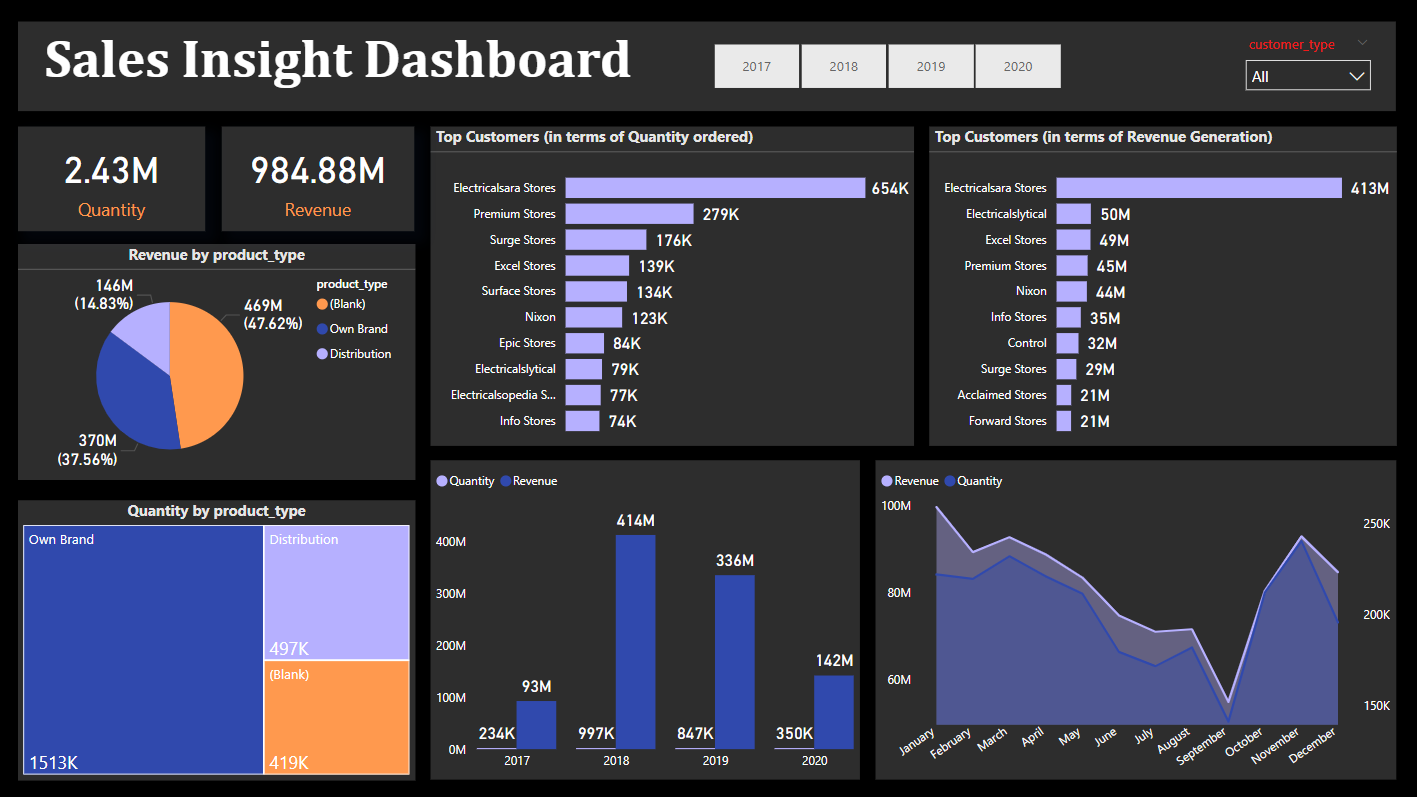 Sales Insight Dashboard
2017 2018 2019 2020
customer_type
All
2.43M
Quantity
984.88M
Revenue
Revenue by product_type
146M
(14.83%)
469M
(47.62%)
370M
(37.56%)
product_type
(Blank)
Own Brand
Distribution
Quantity by product_type
Own Brand
1513K
Distribution
497K
(Blank)
419K
Top Customers (in terms of Quantity ordered)
Electricalsara Stores 654K
Premium Stores 279K
Surge Stores 176K
Excel Stores 139K
Surface Stores 134K
Nixon 123K
Epic Stores 84K
Electricalslytical 79K
Electricalsopedia S... 77K
Info Stores 74K
Top Customers (in terms of Revenue Generation)
Electricalsara Stores 413M
Electricalslytical 50M
Excel Stores 49M
Premium Stores 45M
Nixon 44M
Info Stores 35M
Control 32M
Surge Stores 29M
Acclaimed Stores 21M
Forward Stores 21M
Quantity Revenue
400M
300M
200M
100M
0M
234K 93M
997K 414M
847K 336M
350K 142M
2017 2018 2019 2020
Revenue Quantity
100M
80M
60M
250K
200K
150K
January February March April May June July August September October November December